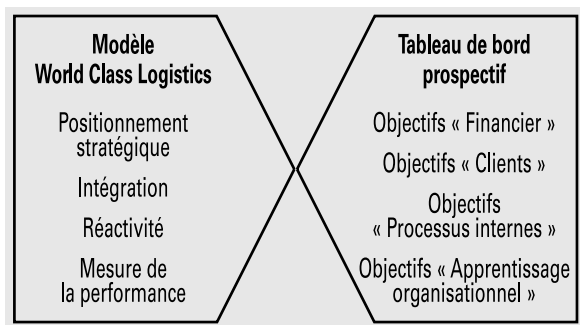 Modèle
World Class Logistics
Positionnement
stratégique
Intégration
Réactivité
Mesure de
la performance
Tableau de bord
prospectif
Objectifs « Financier »
Objectifs « Clients »
Objectifs
« Processus internes »
Objectifs « Apprentissage
organisationnel »